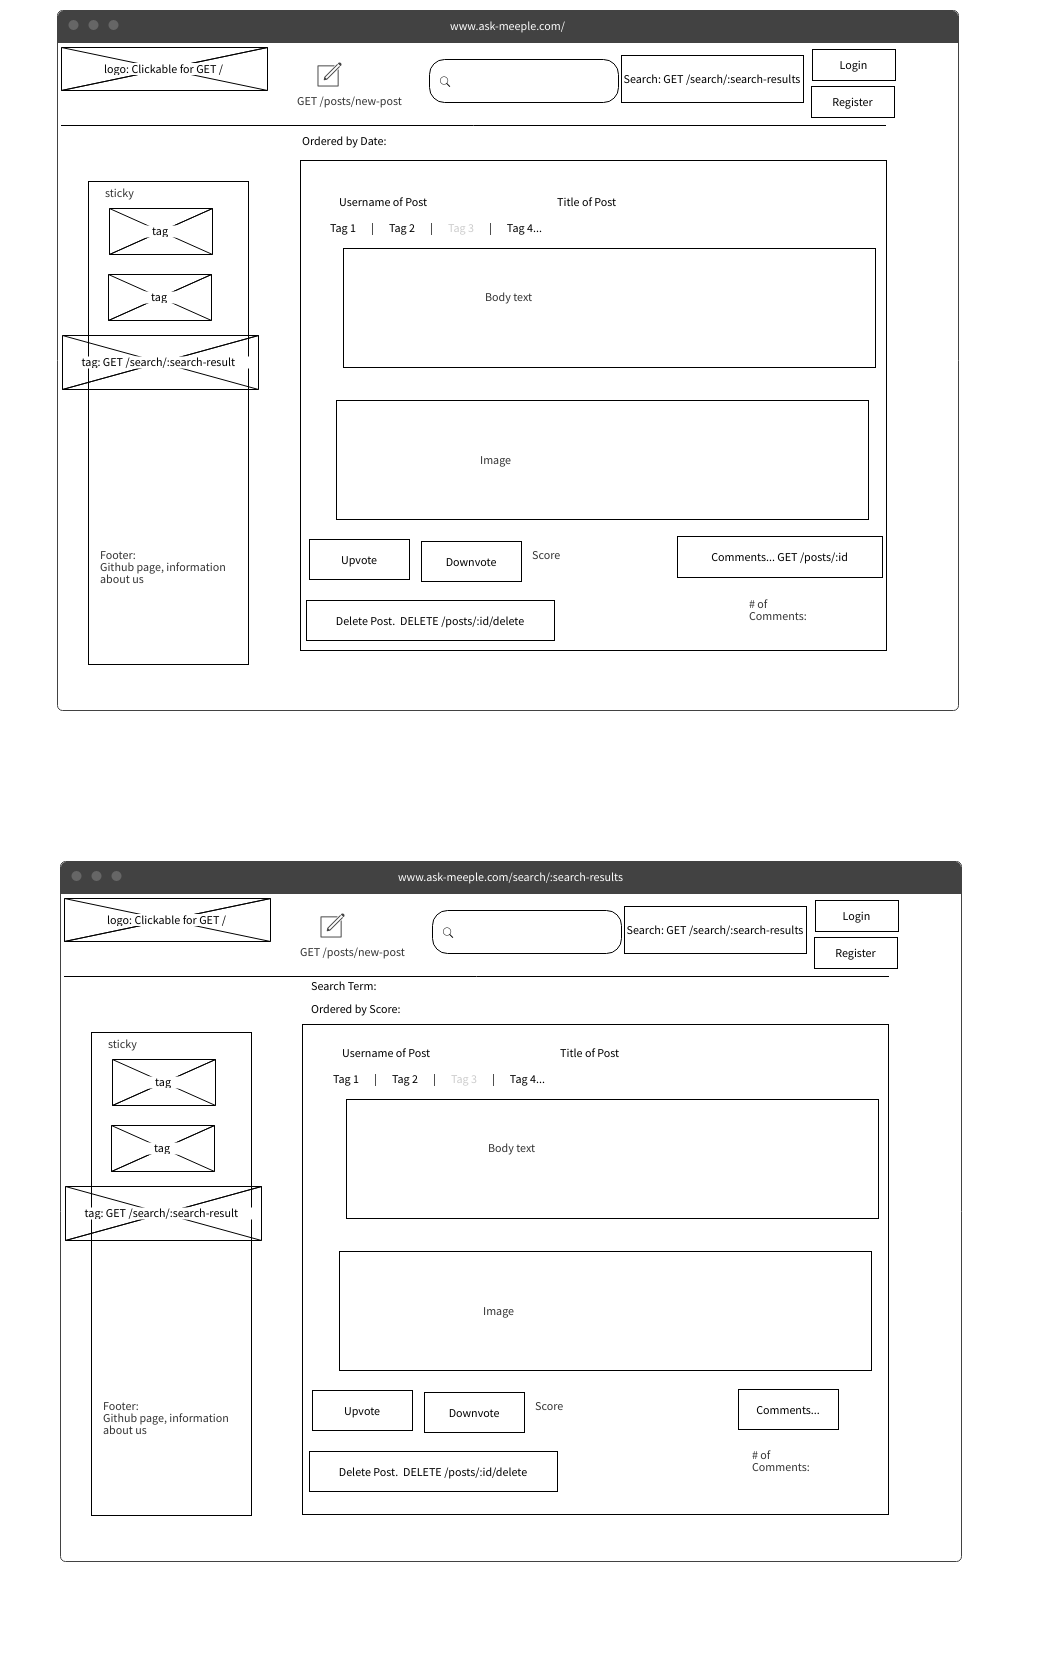 www.ask-meeple.com/
logo: Clickable for GET /
GET /posts/new-post
Search: GET /search/:search-results
Login
Register
Ordered by Date:
sticky
tag
tag
tag: GET /search/:search-result
Footer:
Github page, information
about us
Username of Post
Title of Post
Tag 1 | Tag 2 | Tag 3 | Tag 4...
Body text
Image
Upvote
Downvote
Score
Comments... GET /posts/:id
Delete Post.  DELETE /posts/:id/delete
# of
Comments:
www.ask-meeple.com/search/:search-results
logo: Clickable for GET /
GET /posts/new-post
Search: GET /search/:search-results
Login
Register
Search Term:
Ordered by Score:
sticky
tag
tag
tag: GET /search/:search-result
Footer:
Github page, information
about us
Username of Post
Title of Post
Tag 1 | Tag 2 | Tag 3 | Tag 4...
Body text
Image
Upvote
Downvote
Score
Comments...
Delete Post.  DELETE /posts/:id/delete
# of
Comments: